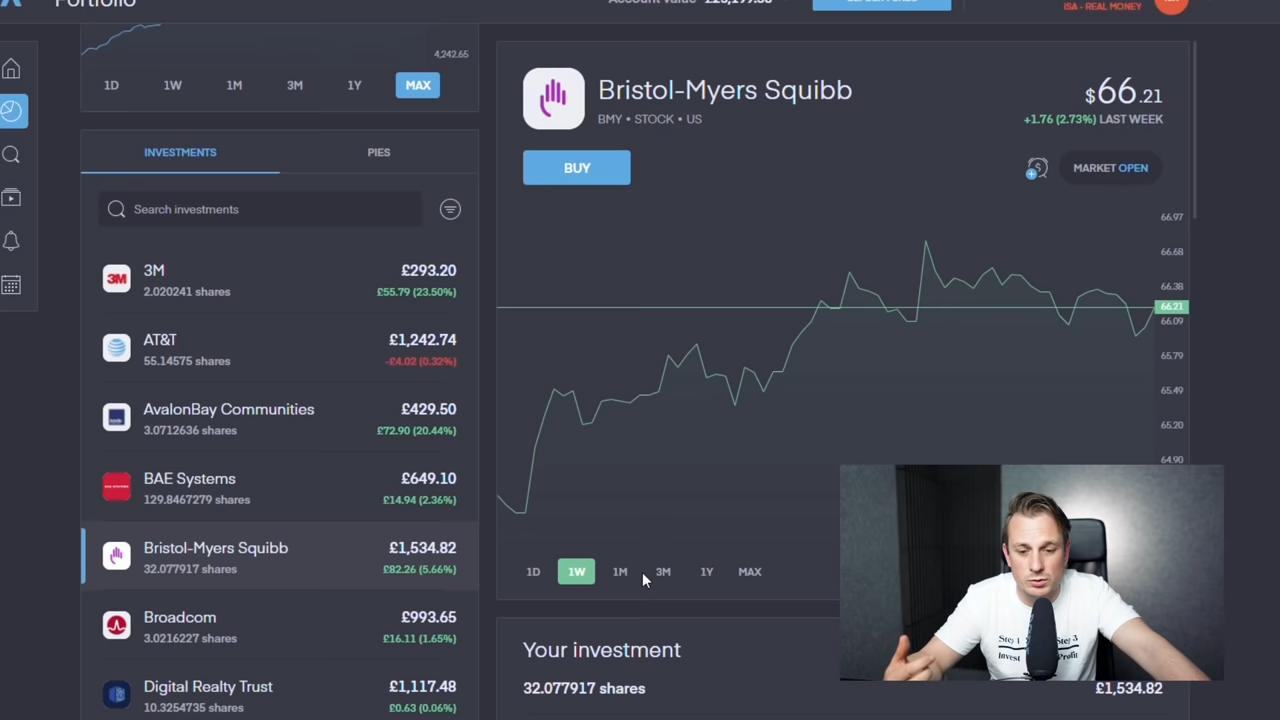 Portfolio
ISA - REAL MONEY
4,242.65
1D 1W 1M 3M 1Y MAX
INVESTMENTS PIES
Search investments
3M £293.20
2.020241 shares £55.79 (23.50%)
AT&T £1,242.74
55.14575 shares -£4.02 (0.32%)
AvalonBay Communities £429.50
3.0712636 shares £72.90 (20.44%)
BAE Systems £649.10
129.8467279 shares £14.94 (2.36%)
Bristol-Myers Squibb £1,534.82
32.077917 shares £82.26 (5.66%)
Broadcom £993.65
3.0216227 shares £16.11 (1.65%)
Digital Realty Trust £1,117.48
10.3254735 shares £0.63 (0.06%)
Bristol-Myers Squibb $66.21
BMY • STOCK • US +1.76 (2.73%) LAST WEEK
BUY MARKET OPEN
66.97
66.68
66.38
66.21
66.09
65.79
65.49
65.20
64.90
1D 1W 1M 3M 1Y MAX
Your investment
32.077917 shares £1,534.82
Step 1 Step 3
Invest Profit